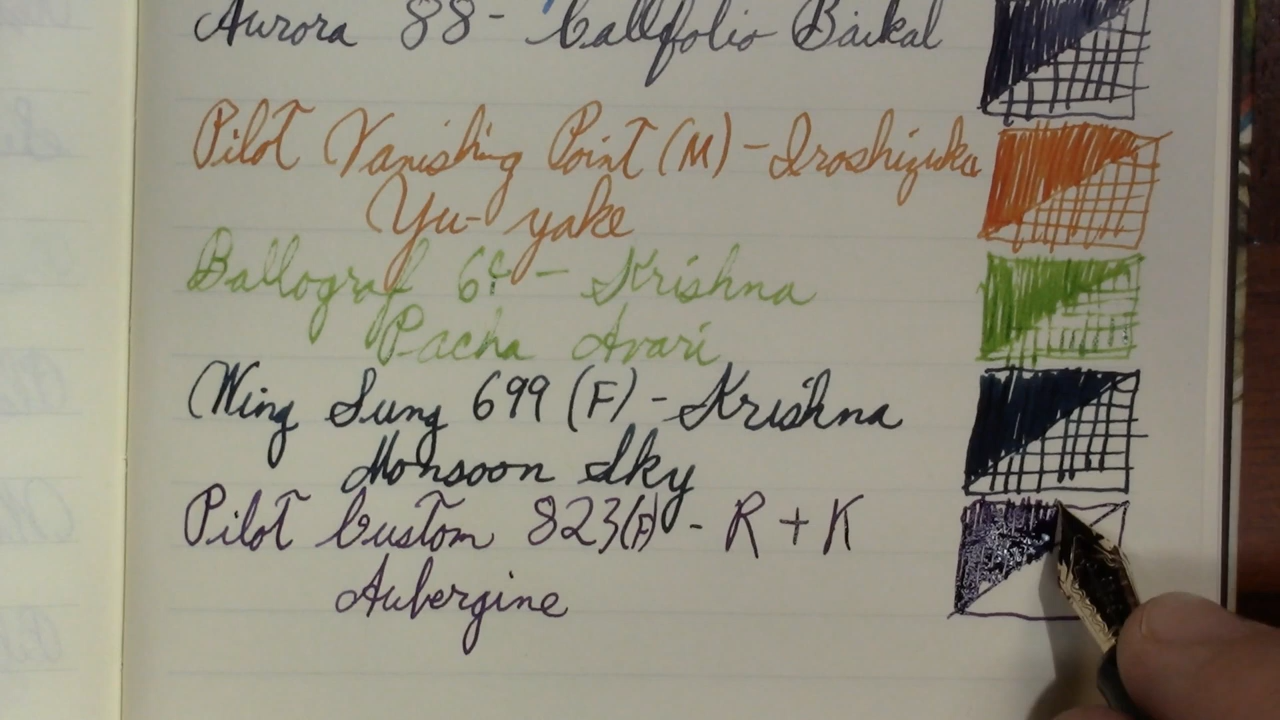 Aurora 88 - Callifolio Baikal
Pilot Vanishing Point (M) - Iroshizuku
Yu-yake
Ballograf - Krishna
Pacha Avari
Wing Sung 699 (F) - Krishna
Monsoon Sky
Pilot Custom 823(F) - R + K
Aubergine